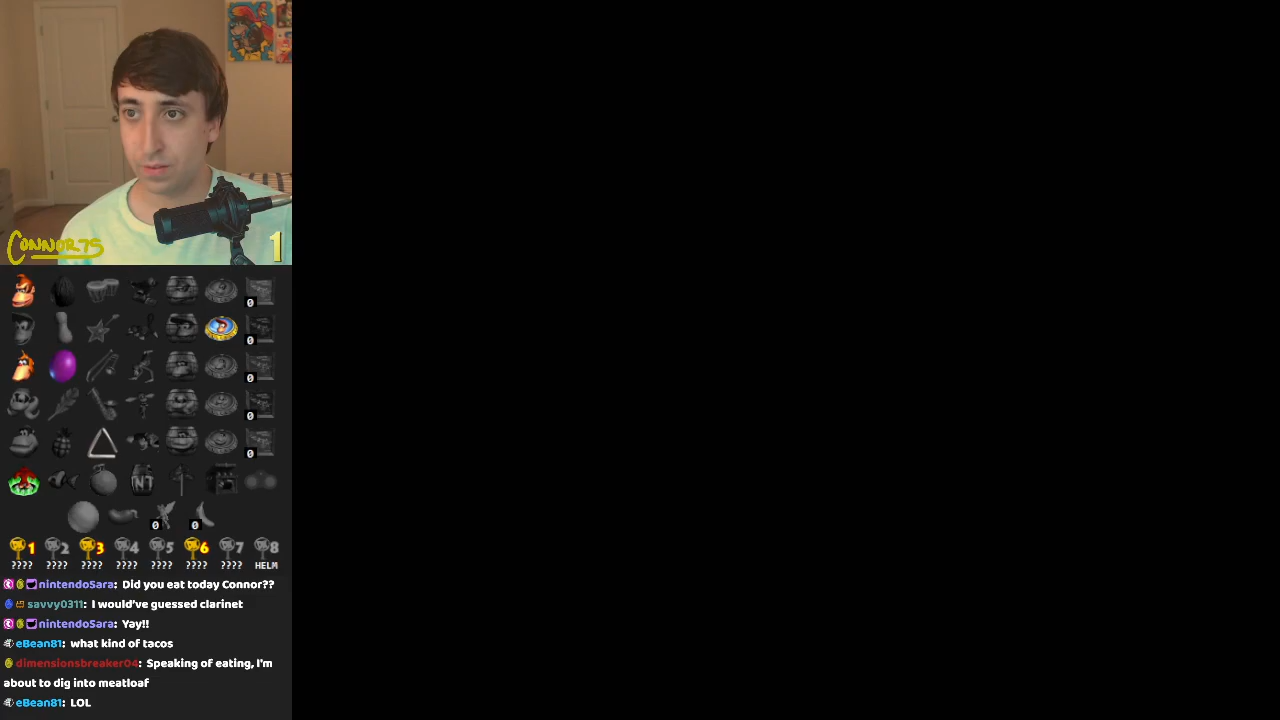 CONNOR75
1
0
0
0
0
0
NT
0 0
1 2 3 4 5 6 7 8
???? ???? ???? ???? ???? ???? ???? HELM
nintendoSara: Did you eat today Connor??
savvy0311: I would've guessed clarinet
nintendoSara: Yay!!
eBean81: what kind of tacos
dimensionsbreaker04: Speaking of eating, I'm
about to dig into meatloaf
eBean81: LOL